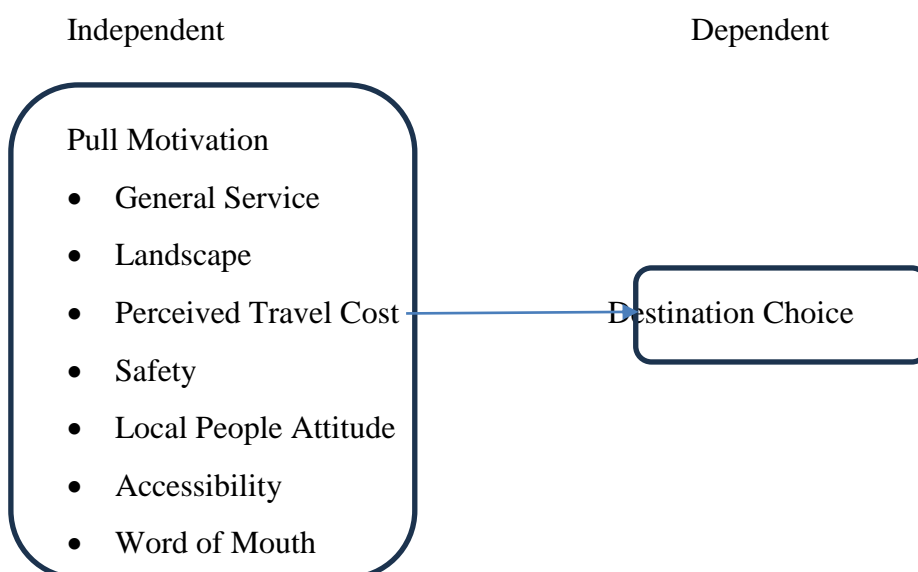 Independent Dependent
Pull Motivation
• General Service
• Landscape
• Perceived Travel Cost
Destination Choice
• Safety
• Local People Attitude
• Accessibility
• Word of Mouth